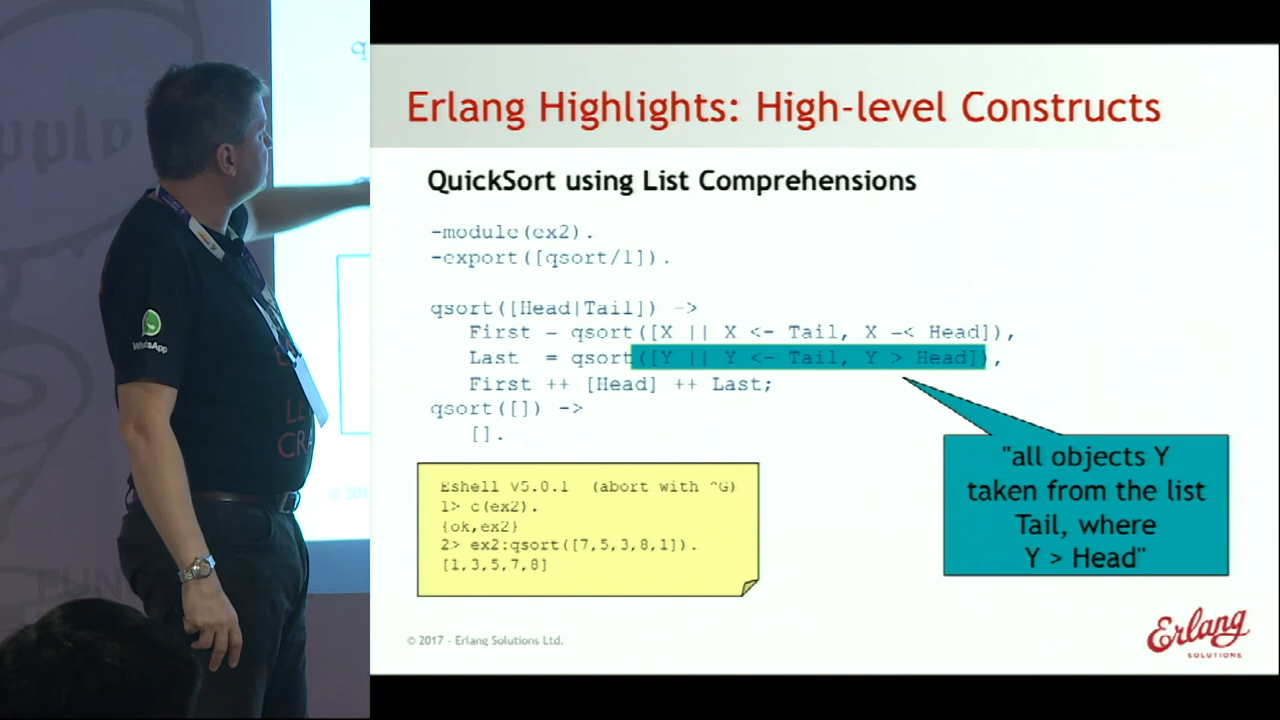 Erlang Highlights: High-level Constructs
QuickSort using List Comprehensions
-module(ex2).
-export([qsort/1]).
qsort([Head|Tail]) ->
First = qsort([X || X <- Tail, X =< Head]),
Last = qsort([Y || Y <- Tail, Y > Head]),
First ++ [Head] ++ Last;
qsort([]) ->
[].
"all objects Y
taken from the list
Tail, where
Y > Head"
Eshell V5.0.1 (abort with ^G)
1> c(ex2).
{ok,ex2}
2> ex2:qsort([7,5,3,8,1]).
[1,3,5,7,8]
© 2017 - Erlang Solutions Ltd.
Erlang
SOLUTIONS
WhatsApp